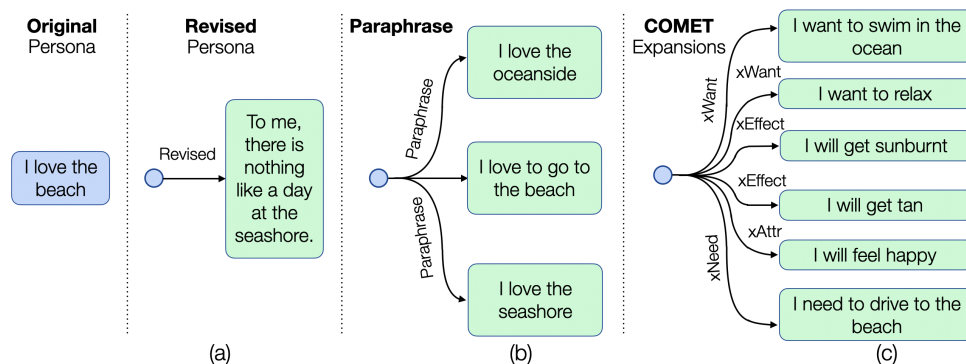 Original
Persona
I love the
beach
Revised
Persona
Revised
To me,
there is
nothing
like a day
at the
seashore.
(a)
Paraphrase
Paraphrase
Paraphrase
I love the
oceanside
I love to go to
the beach
I love the
seashore
(b)
COMET
Expansions
xWant
xWant
xEffect
xEffect
xAttr
xNeed
I want to swim in the
ocean
I want to relax
I will get sunburnt
I will get tan
I will feel happy
I need to drive to the
beach
(c)